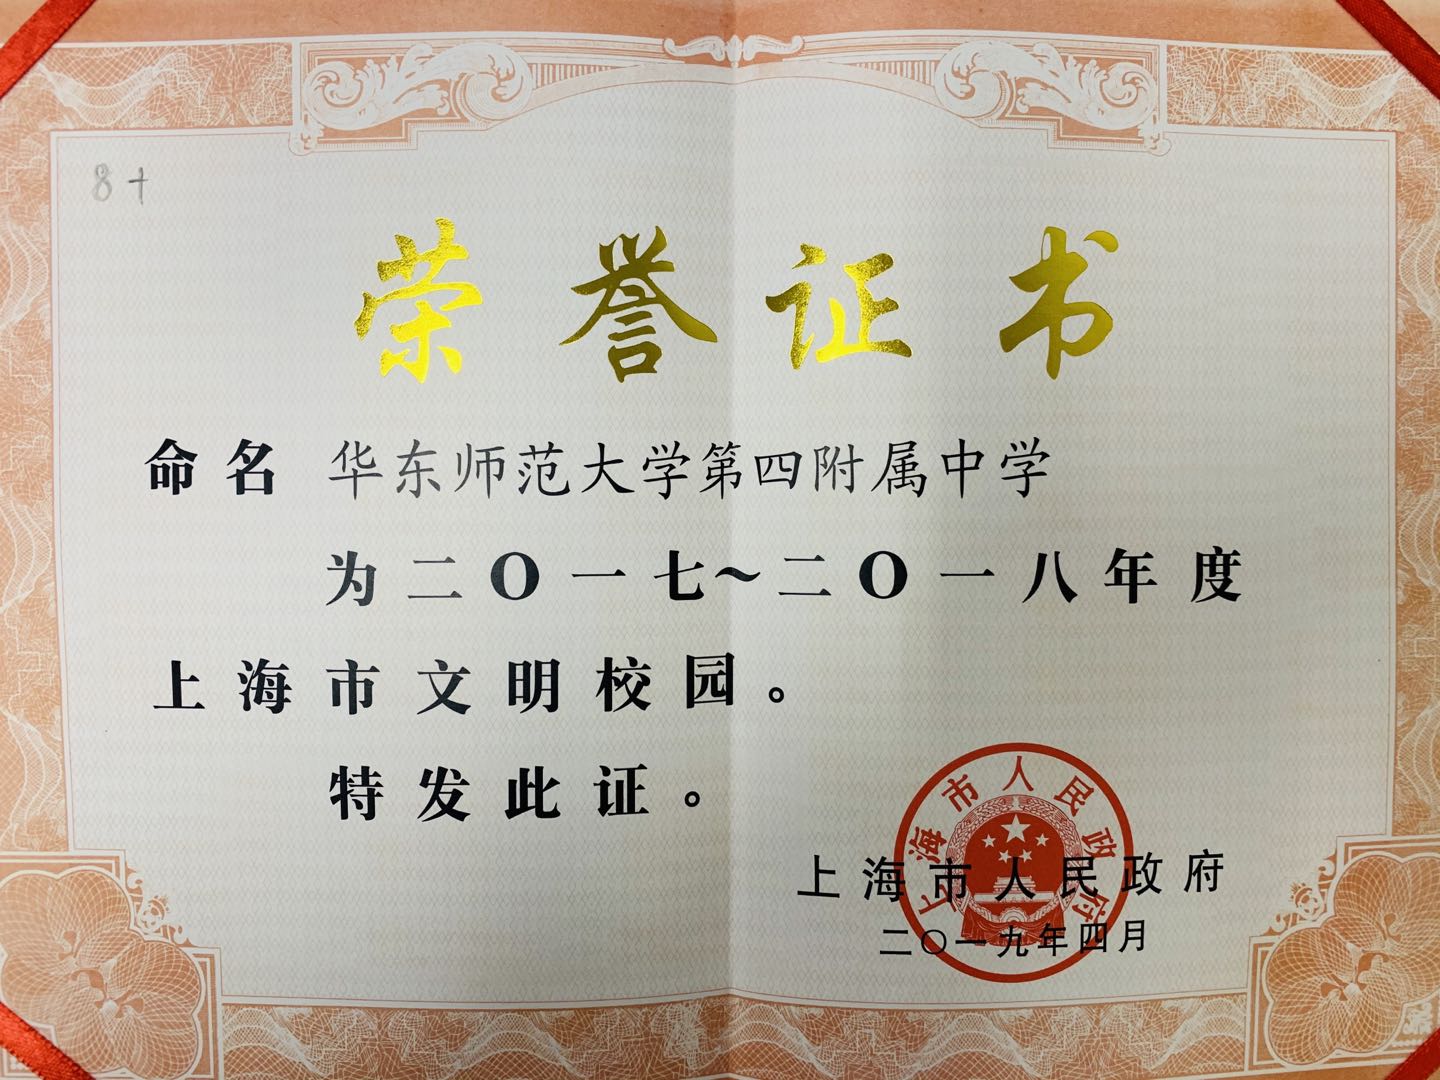 8+
荣誉证书
命名 华东师范大学第四附属中学
为二〇一七~二〇一八年度
上海市文明校园。
特发此证。
上海市人民政府
上海市人民政府
二〇一九年四月